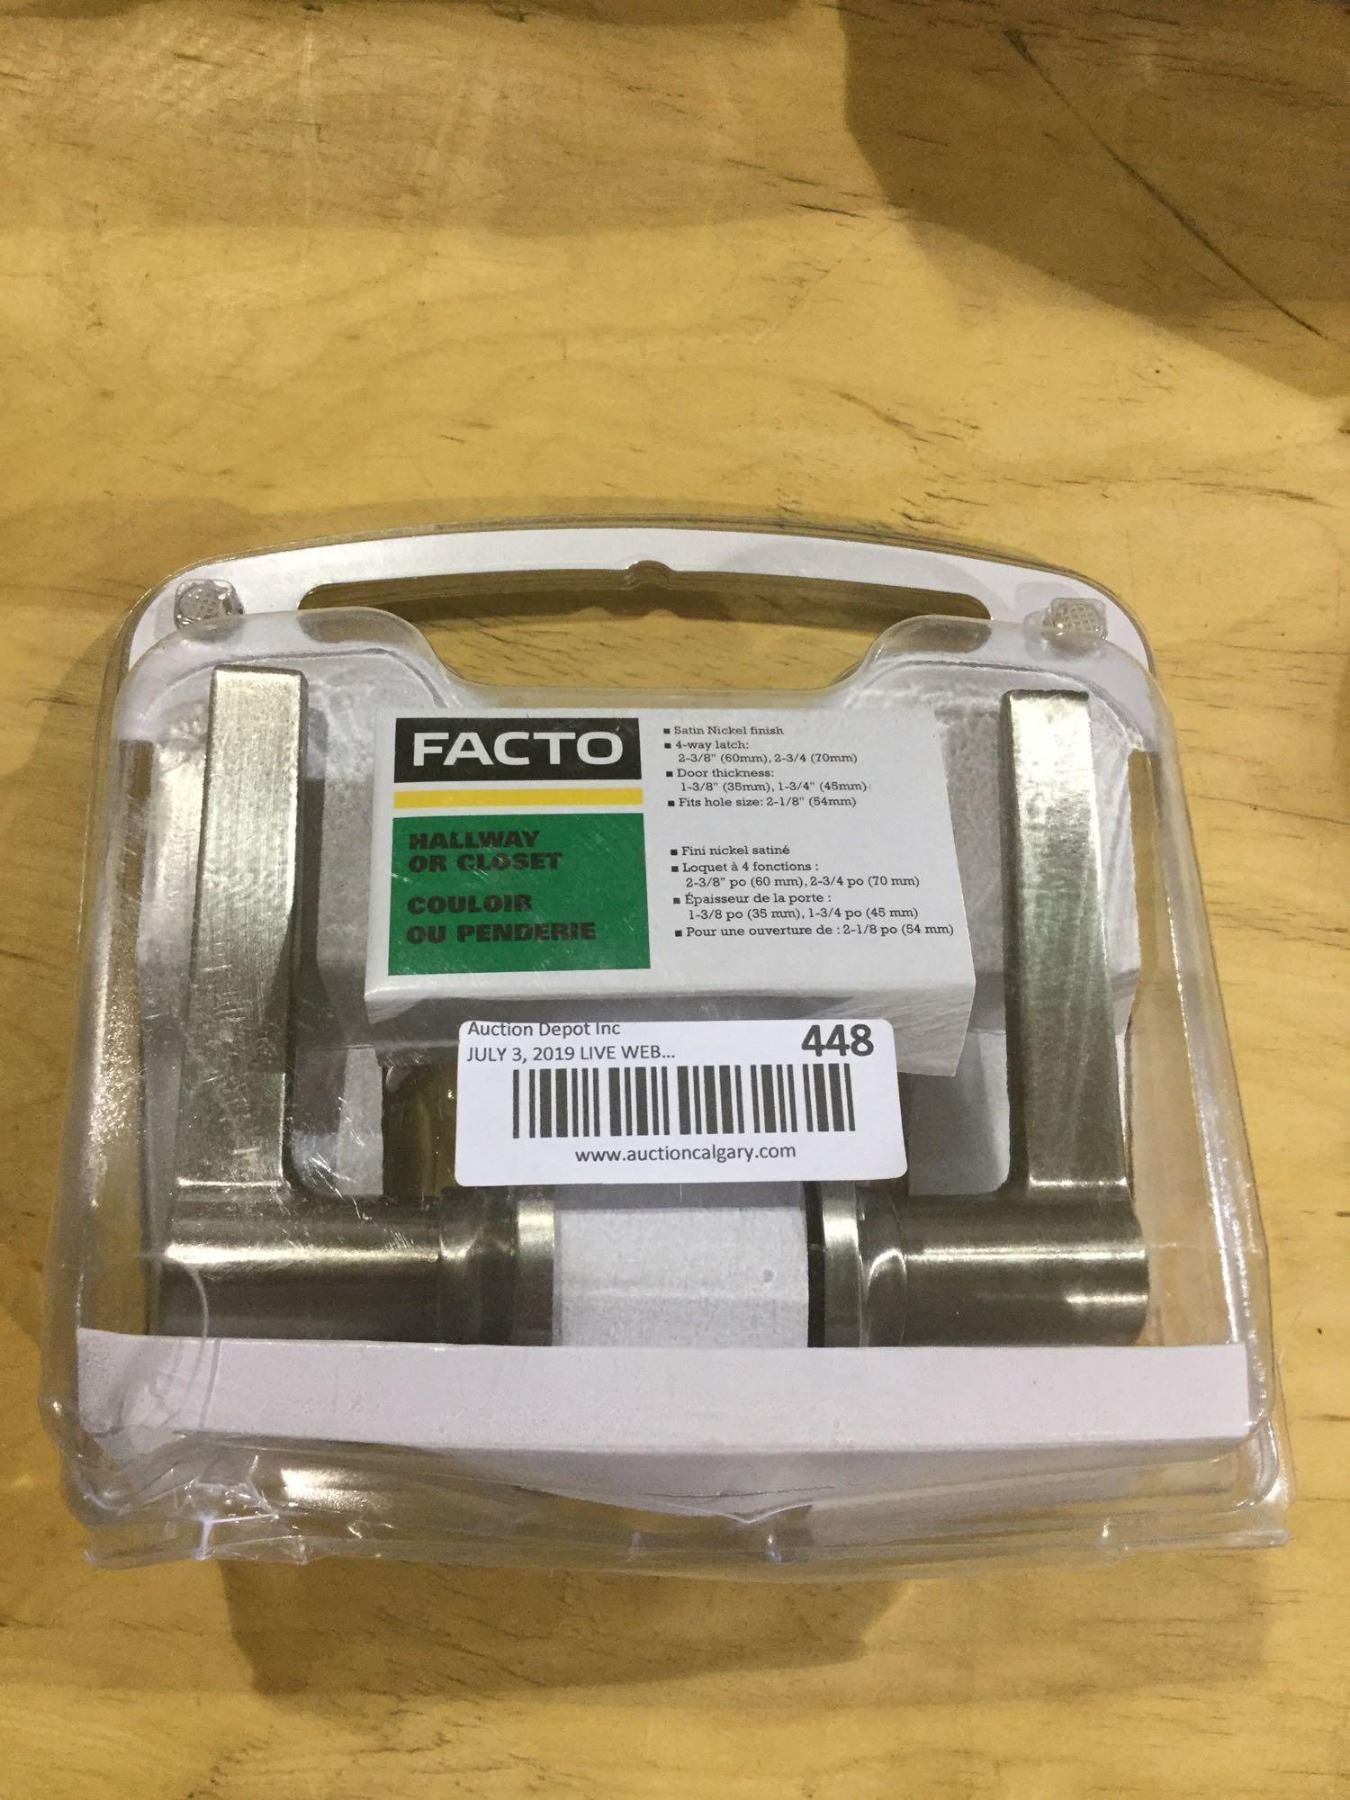 FACTO
HALLWAY
OR CLOSET
COULOIR
OU PENDERIE
▪ Satin Nickel finish
▪ 4-way latch:
2-3/8" (60mm), 2-3/4 (70mm)
▪ Door thickness:
1-3/8" (35mm), 1-3/4" (45mm)
▪ Fits hole size: 2-1/8" (54mm)
▪ Fini nickel satiné
▪ Loquet à 4 fonctions :
2-3/8" po (60 mm), 2-3/4 po (70 mm)
▪ Épaisseur de la porte :
1-3/8 po (35 mm), 1-3/4 po (45 mm)
▪ Pour une ouverture de : 2-1/8 po (54 mm)
Auction Depot Inc
448
JULY 3, 2019 LIVE WEB...
www.auctioncalgary.com